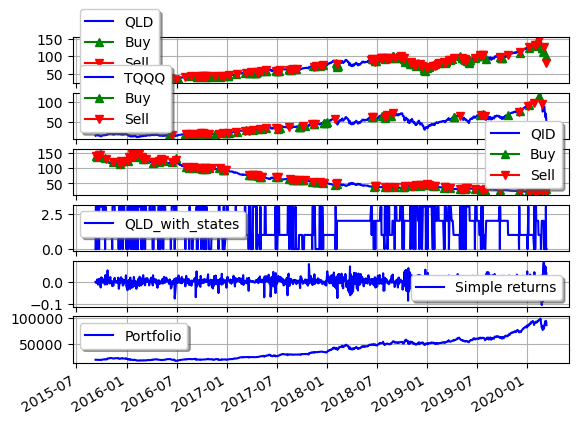 QLD
Buy
Sell
150
100
50
TQQQ
Buy
Sell
100
50
QID
Buy
Sell
150
100
50
QLD_with_states
2.5
0.0
Simple returns
0.0
−0.1
Portfolio
100000
50000
2015-07
2016-01
2016-07
2017-01
2017-07
2018-01
2018-07
2019-01
2019-07
2020-01